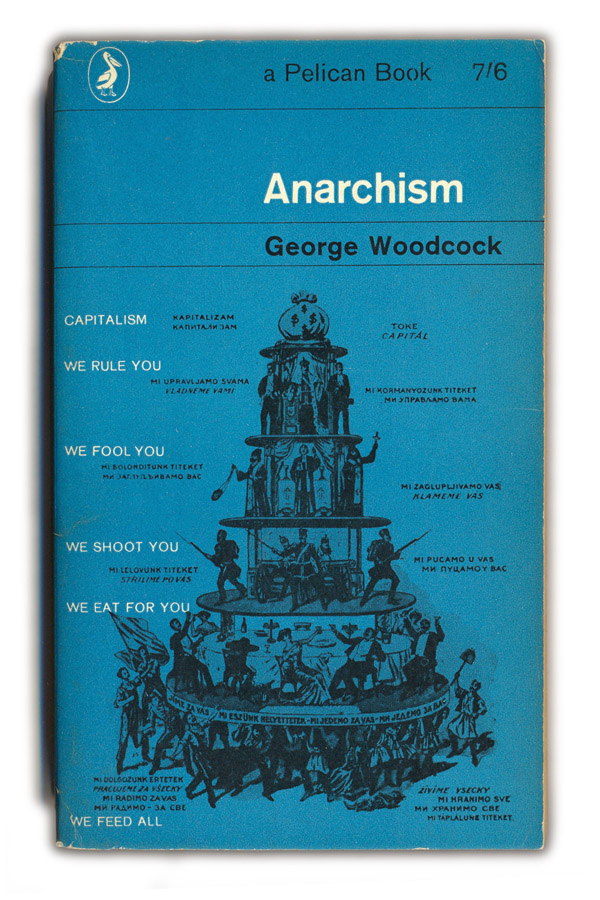 a Pelican Book 7/6
Anarchism
George Woodcock
CAPITALISM
KAPITALIZAM
КАПИТАЛИЗАМ
TOKE
CAPITÁL
WE RULE YOU
MI UPRAVLJAMO SVAMA
VLÁDNEME VÁMI
MI KORMANYOZUNK TITEKET
МИ УПРАВЉАМО ВАМА
WE FOOL YOU
MI BOLONDITUNK TITEKET
МИ ЗАГЛУПЉИВАМО ВАС
MI ZAGLUPLJIVAMO VAS
KLAMEME VÁS
WE SHOOT YOU
MI LELOVUNK TITEKET
STŘÍLIME PO VÁS
MI PUCAMO U VAS
МИ ПУЦАМО У ВАС
WE EAT FOR YOU
ZA VÁS / MI ESZÜNK HELYETTETEK - MI JEDEMO ZA VAS - МИ ЈЕДЕМО ЗА ВАС
MI DOLGOZUNK ERTETEK
PRACUJEME ZA VŠECKY
MI RADIMO ZA VAS
МИ РАДИМО - ЗА СВЕ
ŽIVÍME VŠECKY
MI HRANIMO SVE
МИ ХРАНИМО СВЕ
MI TÁPLÁLUNK TITEKET
WE FEED ALL